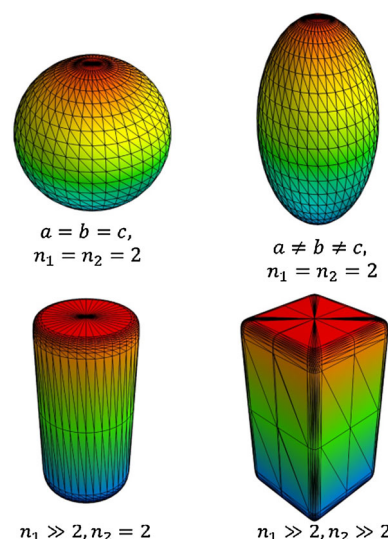 a = b = c,
n₁ = n₂ = 2
a ≠ b ≠ c,
n₁ = n₂ = 2
n₁ ≫ 2, n₂ = 2
n₁ ≫ 2, n₂ ≫ 2